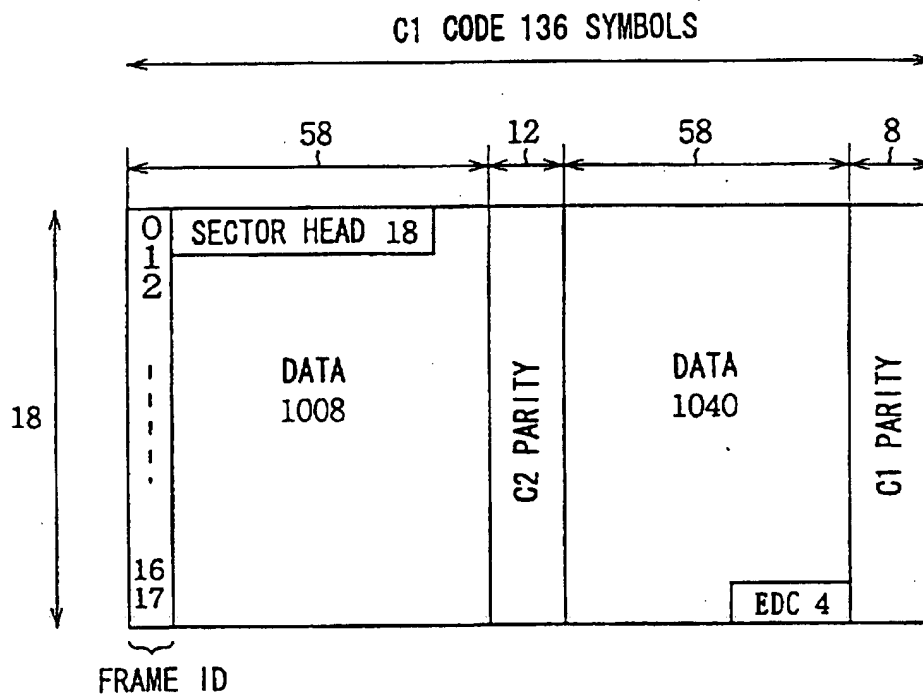 C1 CODE 136 SYMBOLS
58
12
58
8
0
1
2
SECTOR HEAD 18
18
DATA
1008
C2 PARITY
DATA
1040
C1 PARITY
16
17
EDC 4
FRAME ID